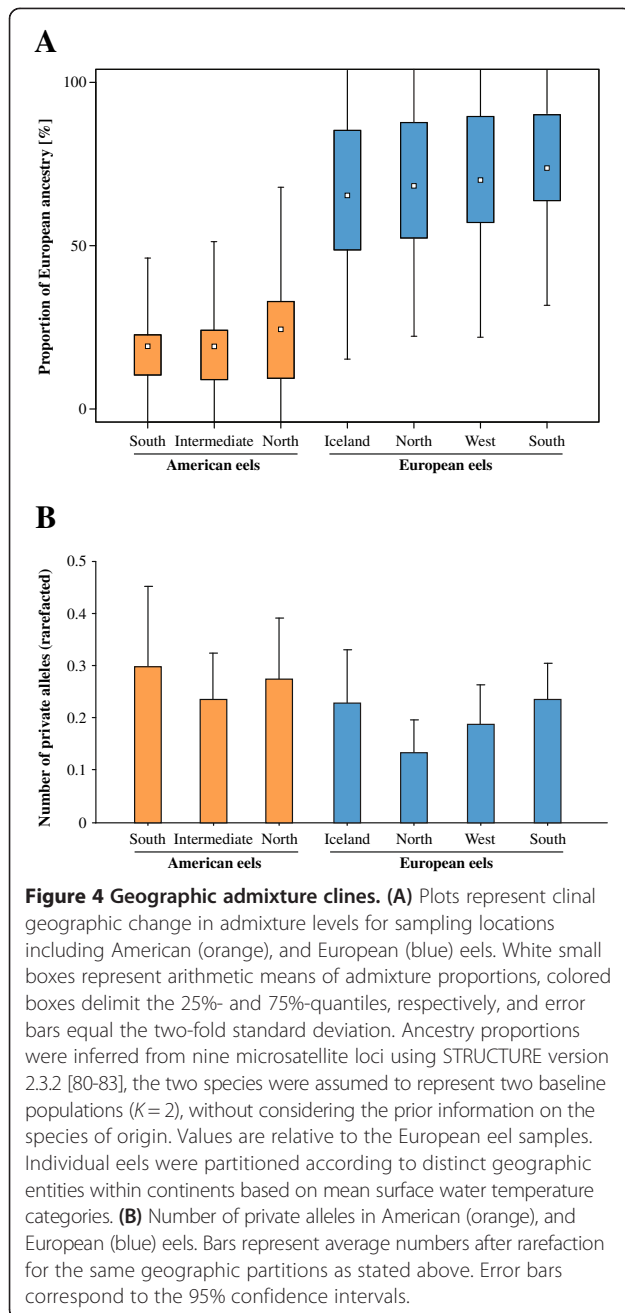 A
100
50
0
Proportion of European ancestry [%]
South Intermediate North Iceland North West South
American eels European eels
B
0.5
0.4
0.3
0.2
0.1
0
Number of private alleles (rarefacted)
South Intermediate North Iceland North West South
American eels European eels
Figure 4 Geographic admixture clines. (A) Plots represent clinal
geographic change in admixture levels for sampling locations
including American (orange), and European (blue) eels. White small
boxes represent arithmetic means of admixture proportions, colored
boxes delimit the 25%- and 75%-quantiles, respectively, and error
bars equal the two-fold standard deviation. Ancestry proportions
were inferred from nine microsatellite loci using STRUCTURE version
2.3.2 [80-83], the two species were assumed to represent two baseline
populations (K = 2), without considering the prior information on the
species of origin. Values are relative to the European eel samples.
Individual eels were partitioned according to distinct geographic
entities within continents based on mean surface water temperature
categories. (B) Number of private alleles in American (orange), and
European (blue) eels. Bars represent average numbers after rarefaction
for the same geographic partitions as stated above. Error bars
correspond to the 95% confidence intervals.